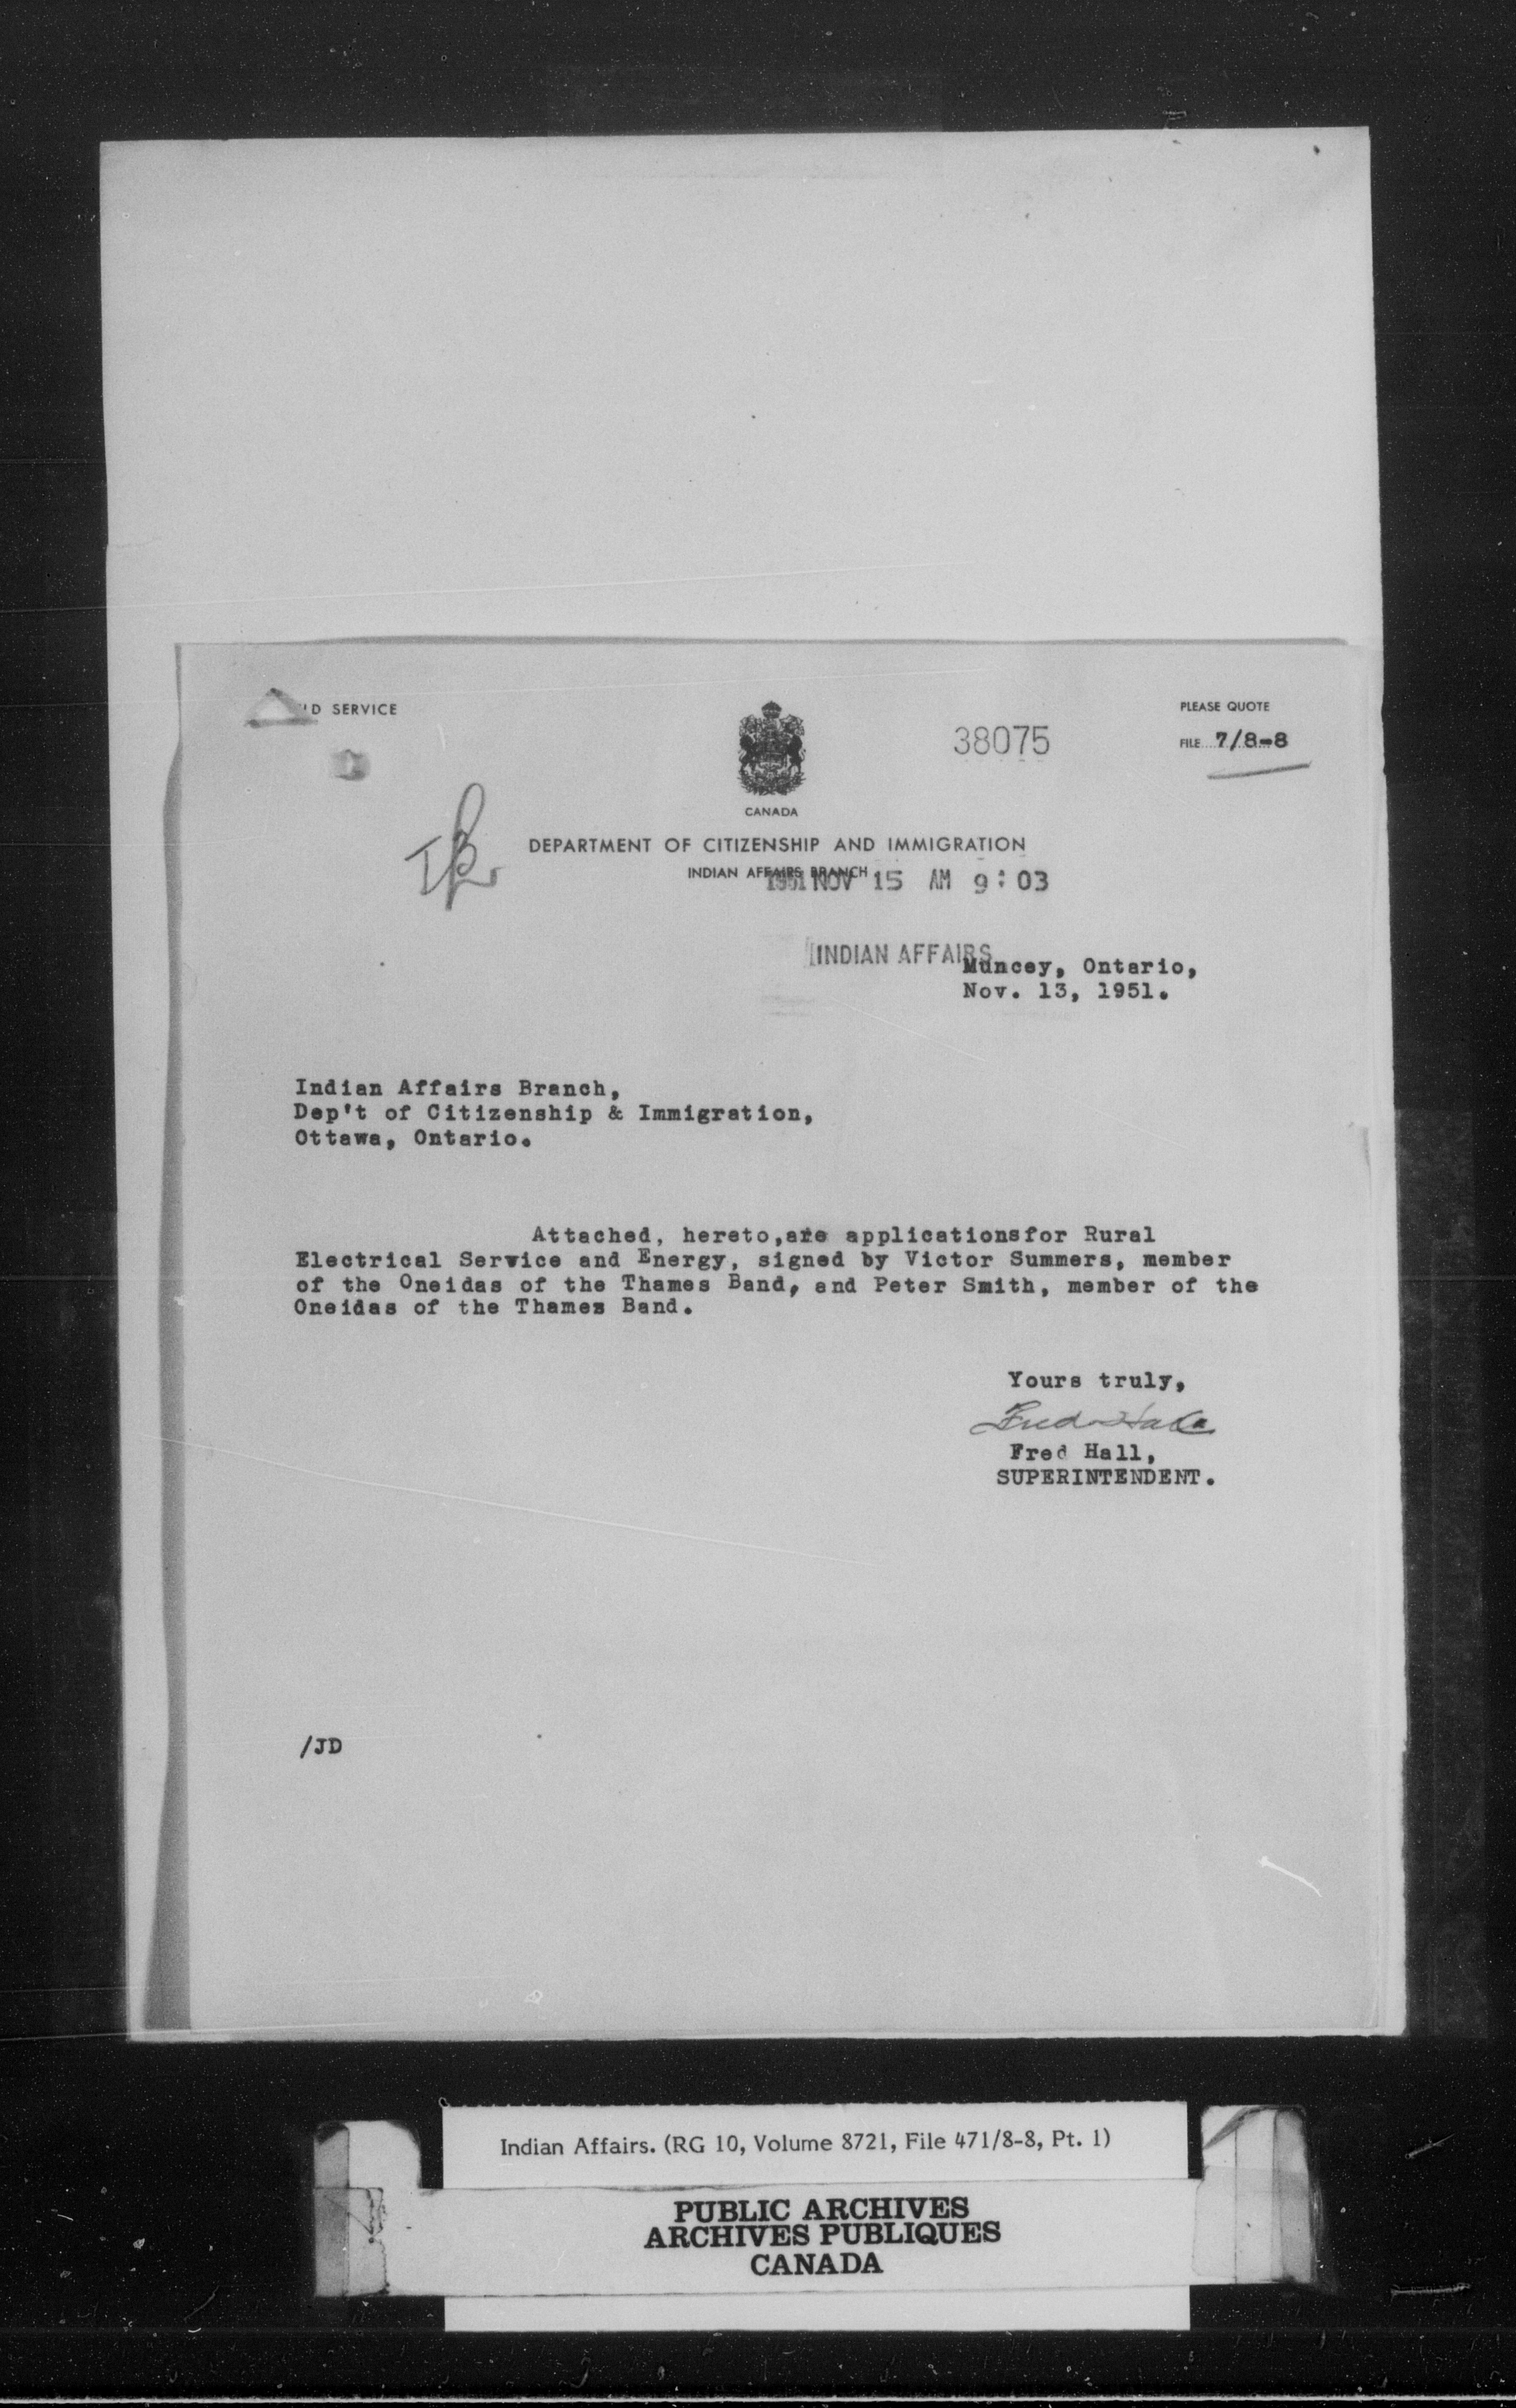 SERVICE
PLEASE QUOTE
38075
FILE 7/8-8
CANADA
DEPARTMENT OF CITIZENSHIP AND IMMIGRATION
INDIAN AFFAIRS BRANCH
1951 NOV 15 AM 9:03
INDIAN AFFAIRS
Muncey, Ontario,
Nov. 13, 1951.
Indian Affairs Branch,
Dep't of Citizenship & Immigration,
Ottawa, Ontario.
Attached, hereto,are applicationsfor Rural
Electrical Service and Energy, signed by Victor Summers, member
of the Oneidas of the Thames Band, and Peter Smith, member of the
Oneidas of the Thames Band.
Yours truly,
Fred Hall
Fred Hall,
SUPERINTENDENT.
/JD
Indian Affairs. (RG 10, Volume 8721, File 471/8-8, Pt. 1)
PUBLIC ARCHIVES
ARCHIVES PUBLIQUES
CANADA